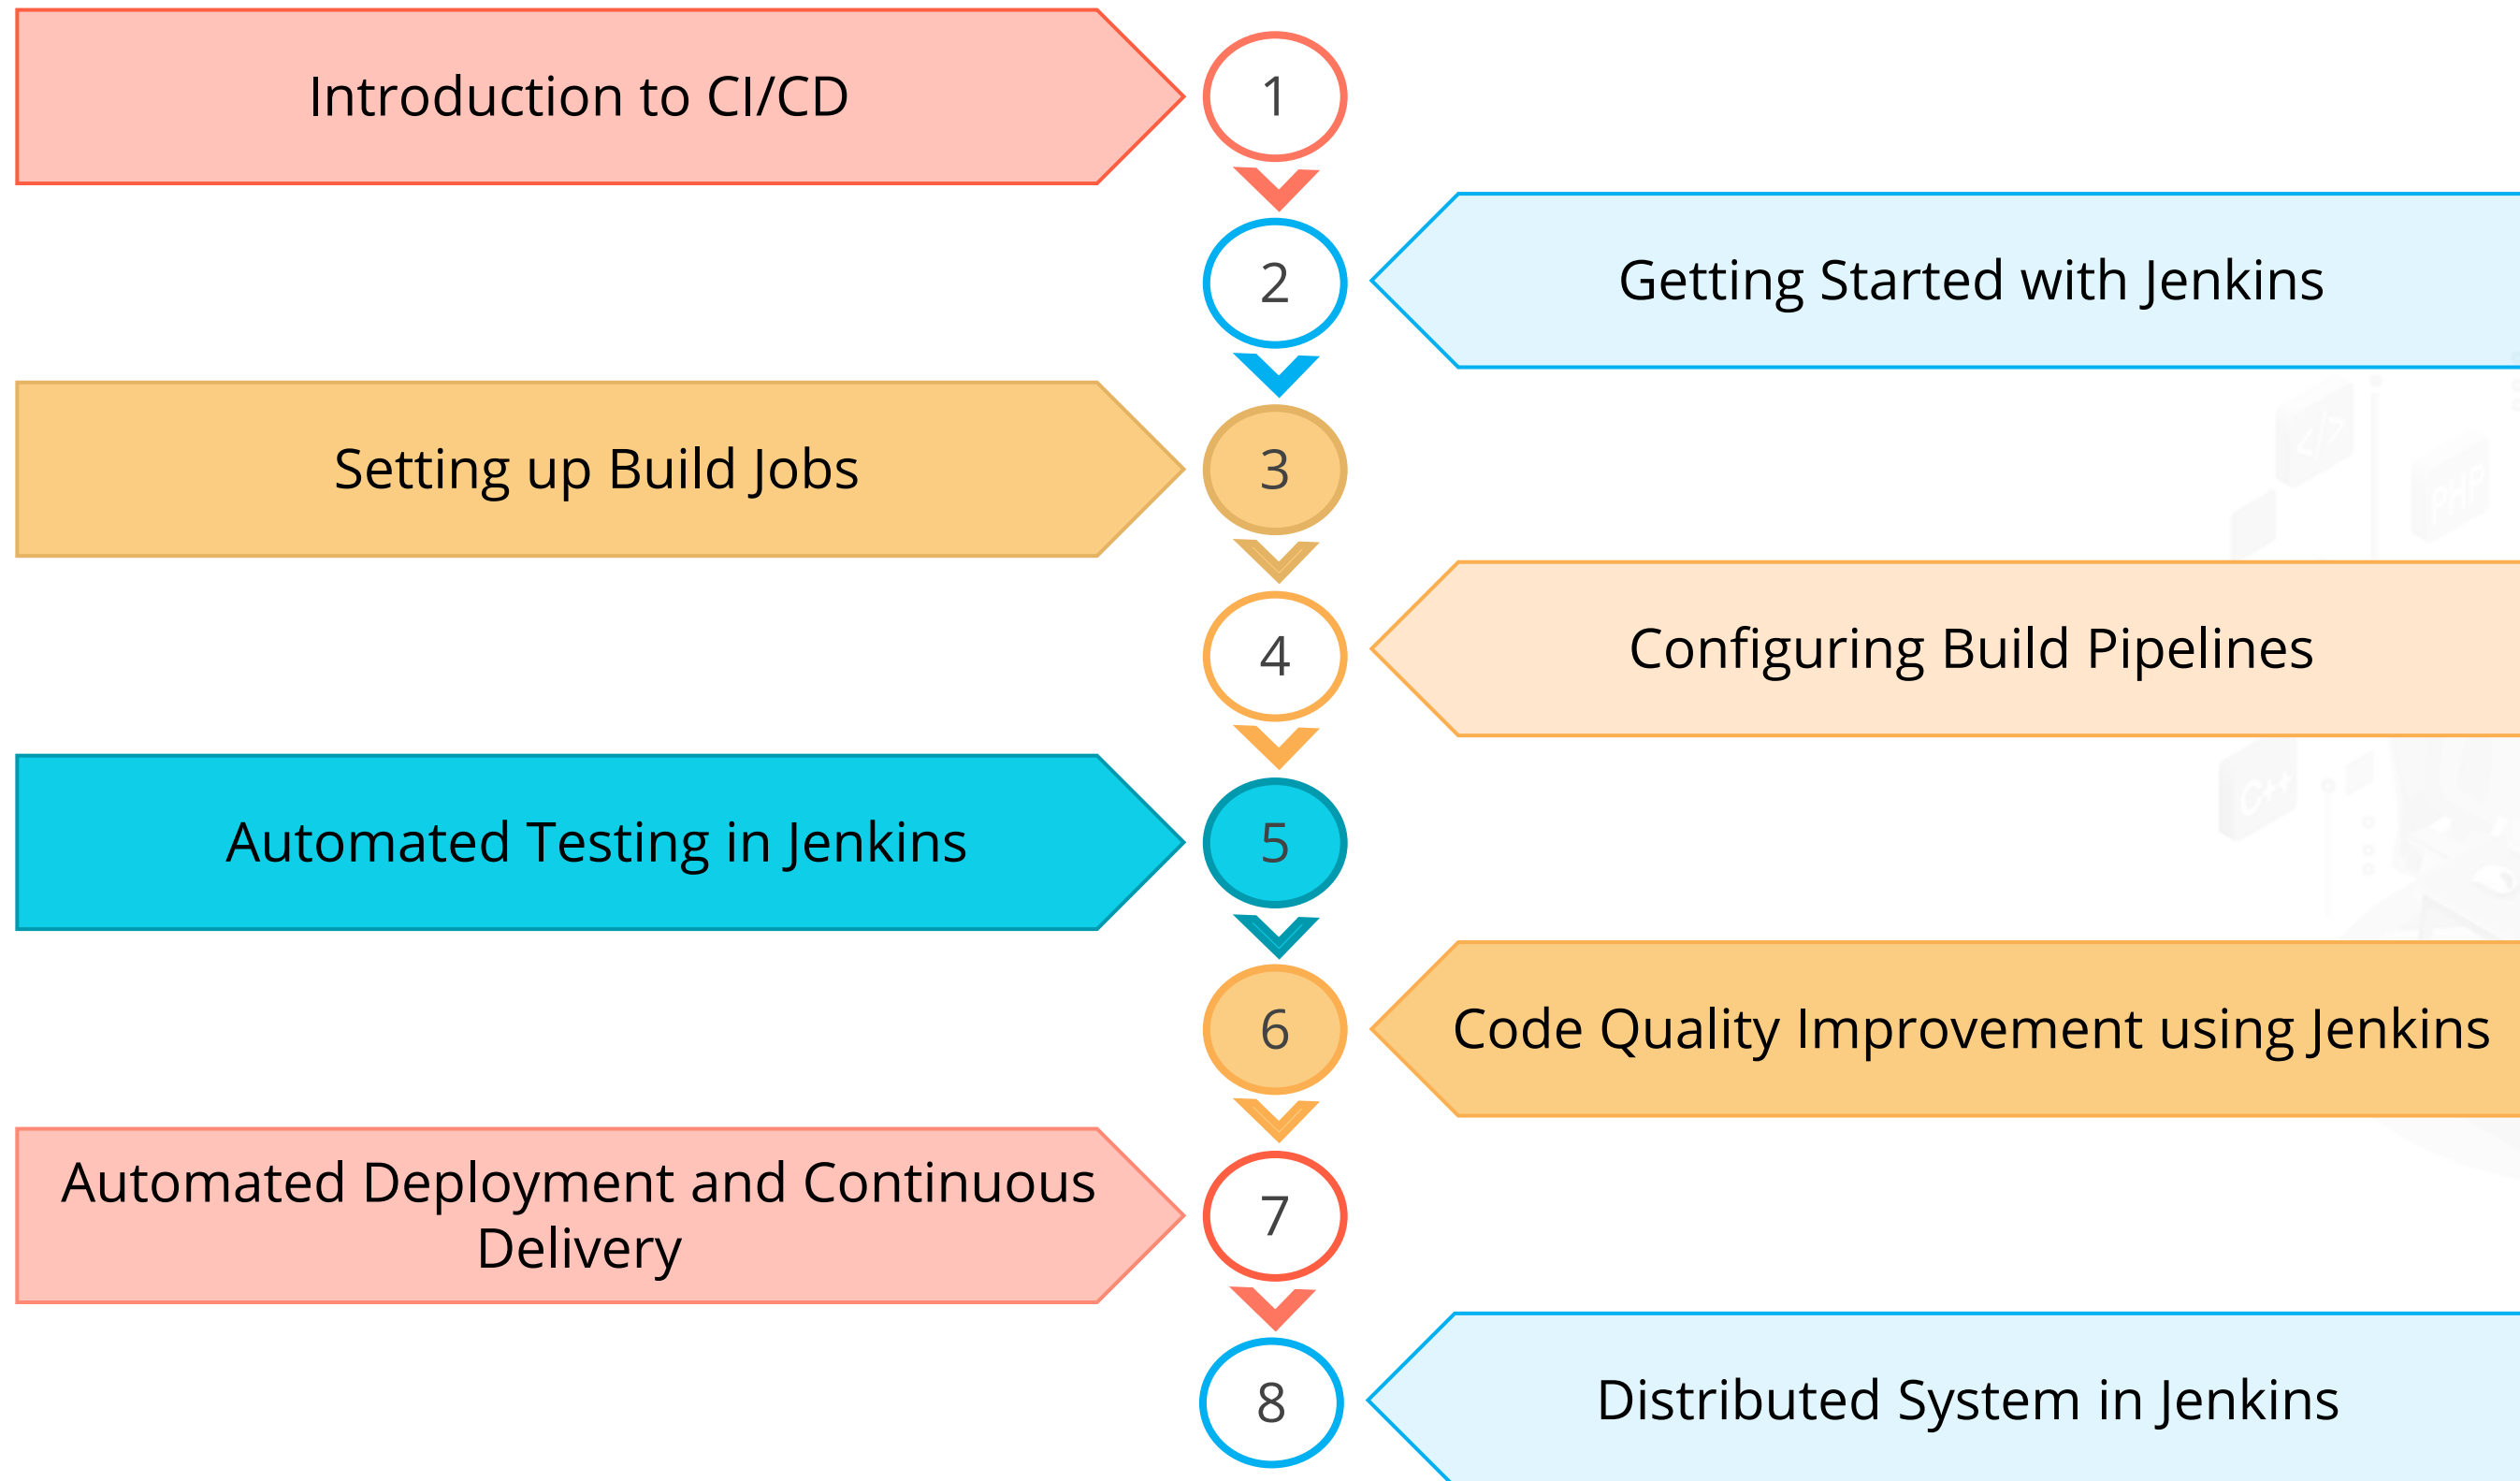 Introduction to CI/CD
1
2
Getting Started with Jenkins
</>
Setting up Build Jobs
3
PHP
4
Configuring Build Pipelines
C++
Automated Testing in Jenkins
5
6
Code Quality Improvement using Jenkins
Automated Deployment and Continuous
Delivery
7
8
Distributed System in Jenkins